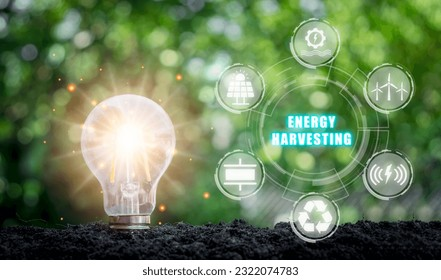 ENERGY
HARVESTING
shutterstock.com · 2322074783